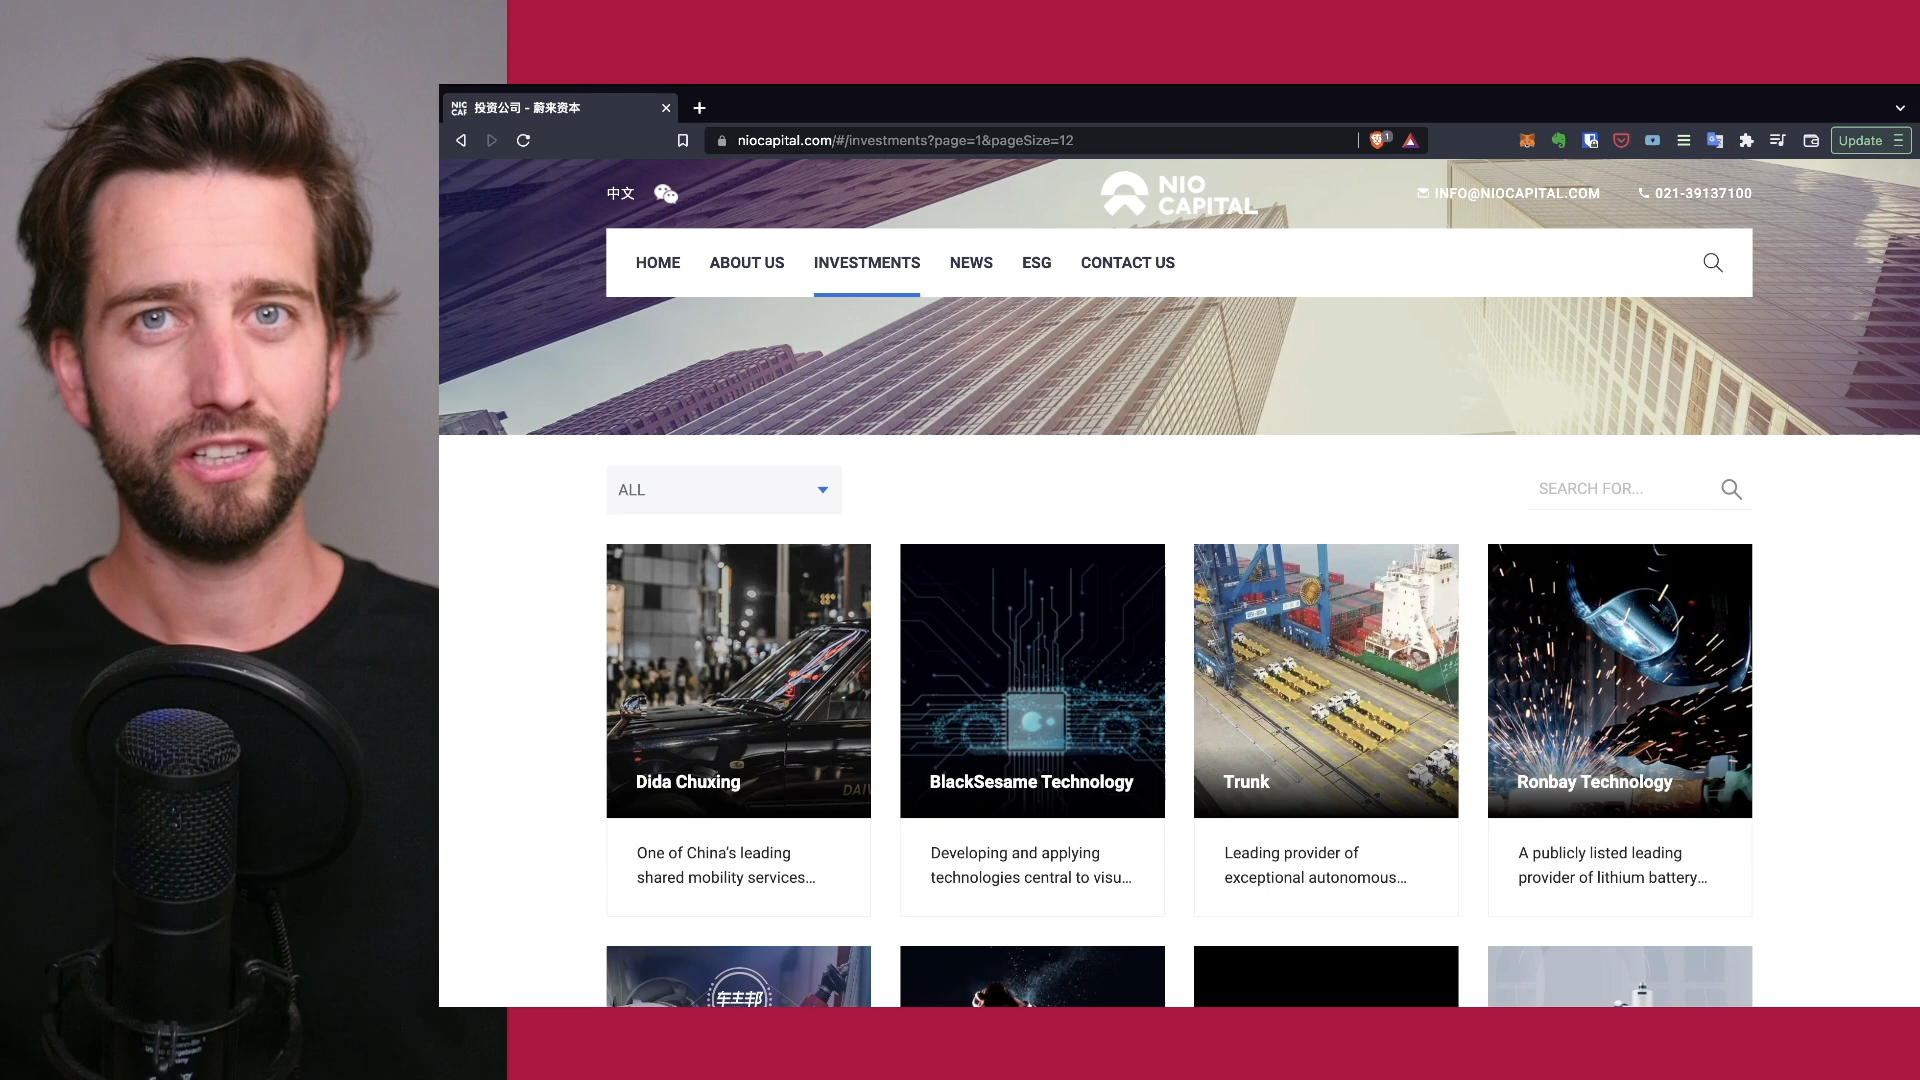 NIC
CAF
投资公司 - 蔚来资本
niocapital.com/#/investments?page=1&pageSize=12
1
Update
中文
NIO
CAPITAL
INFO@NIOCAPITAL.COM
021-39137100
HOME
ABOUT US
INVESTMENTS
NEWS
ESG
CONTACT US
ALL
SEARCH FOR...
Dida Chuxing
BlackSesame Technology
Trunk
Ronbay Technology
One of China's leading
shared mobility services...
Developing and applying
technologies central to visu...
Leading provider of
exceptional autonomous...
A publicly listed leading
provider of lithium battery...
车主邦